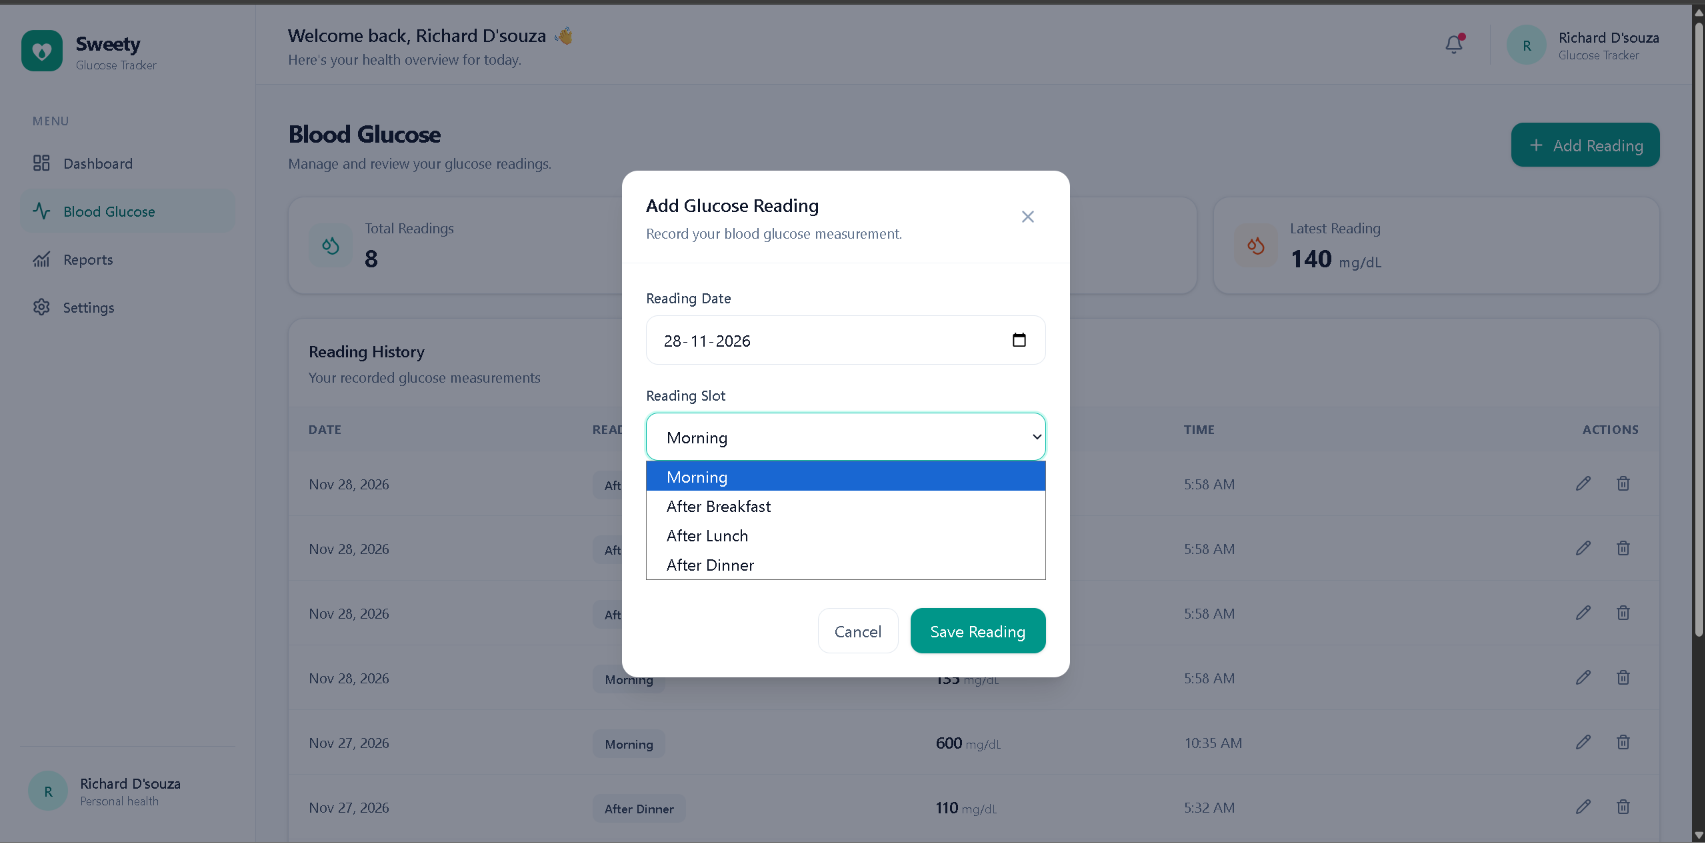 Sweety
Glucose Tracker
MENU
Dashboard
Blood Glucose
Reports
Settings
Richard D'souza
R
Personal health
Welcome back, Richard D'souza 👋
Here's your health overview for today.
R
Richard D'souza
Glucose Tracker
Blood Glucose
Manage and review your glucose readings.
+ Add Reading
Total Readings
8
Latest Reading
140 mg/dL
Reading History
Your recorded glucose measurements
DATE TIME ACTIONS
Nov 28, 2026 5:58 AM
Nov 28, 2026 5:58 AM
Nov 28, 2026 5:58 AM
Nov 28, 2026 Morning 135 mg/dL 5:58 AM
Nov 27, 2026 Morning 600 mg/dL 10:35 AM
Nov 27, 2026 After Dinner 110 mg/dL 5:32 AM
Add Glucose Reading
Record your blood glucose measurement.
Reading Date
28-11-2026
Reading Slot
Morning
Morning
After Breakfast
After Lunch
After Dinner
Cancel
Save Reading